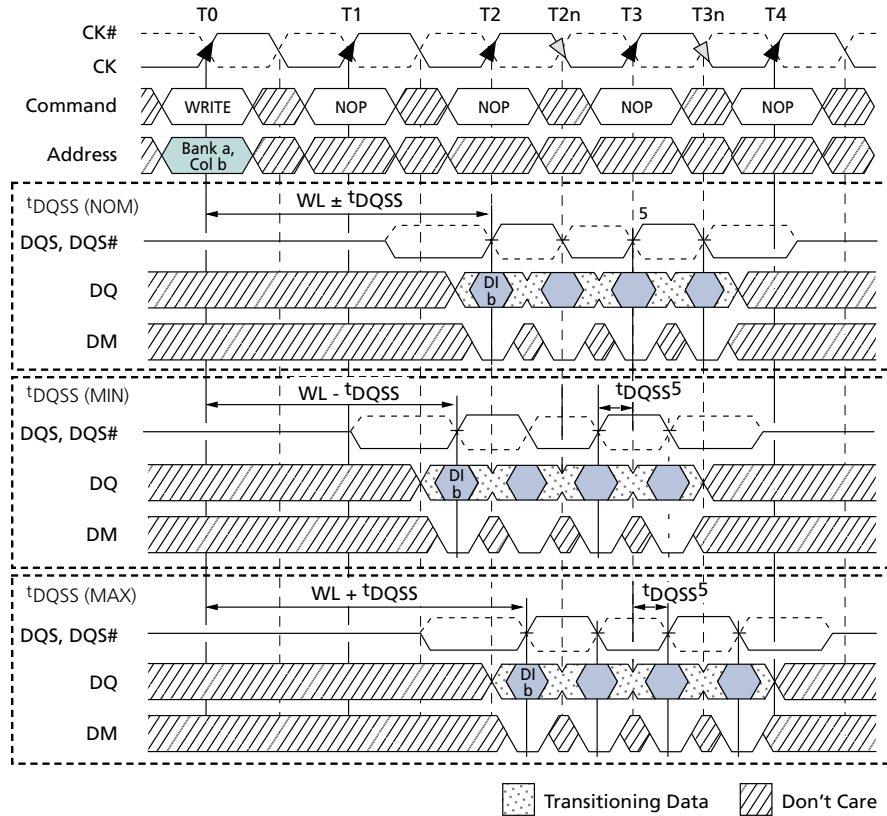 T0 T1 T2 T2n T3 T3n T4
CK#
CK
Command WRITE NOP NOP NOP NOP
Address Bank a, Col b
tDQSS (NOM) WL ± tDQSS
DQS, DQS# 5
DQ DI b
DM
tDQSS (MIN) WL - tDQSS tDQSS5
DQS, DQS#
DQ DI b
DM
tDQSS (MAX) WL + tDQSS tDQSS5
DQS, DQS#
DQ DI b
DM
Transitioning Data Don't Care